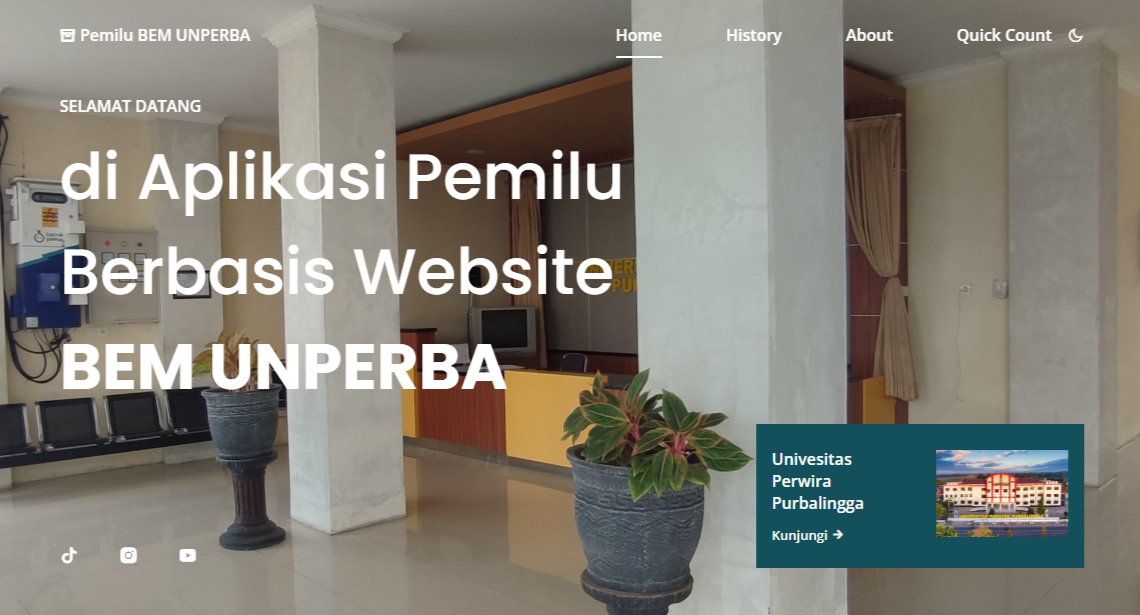 Pemilu BEM UNPERBA
Home
History
About
Quick Count
SELAMAT DATANG
di Aplikasi Pemilu
Berbasis Website
BEM UNPERBA
Univesitas
Perwira
Purbalingga
Kunjungi